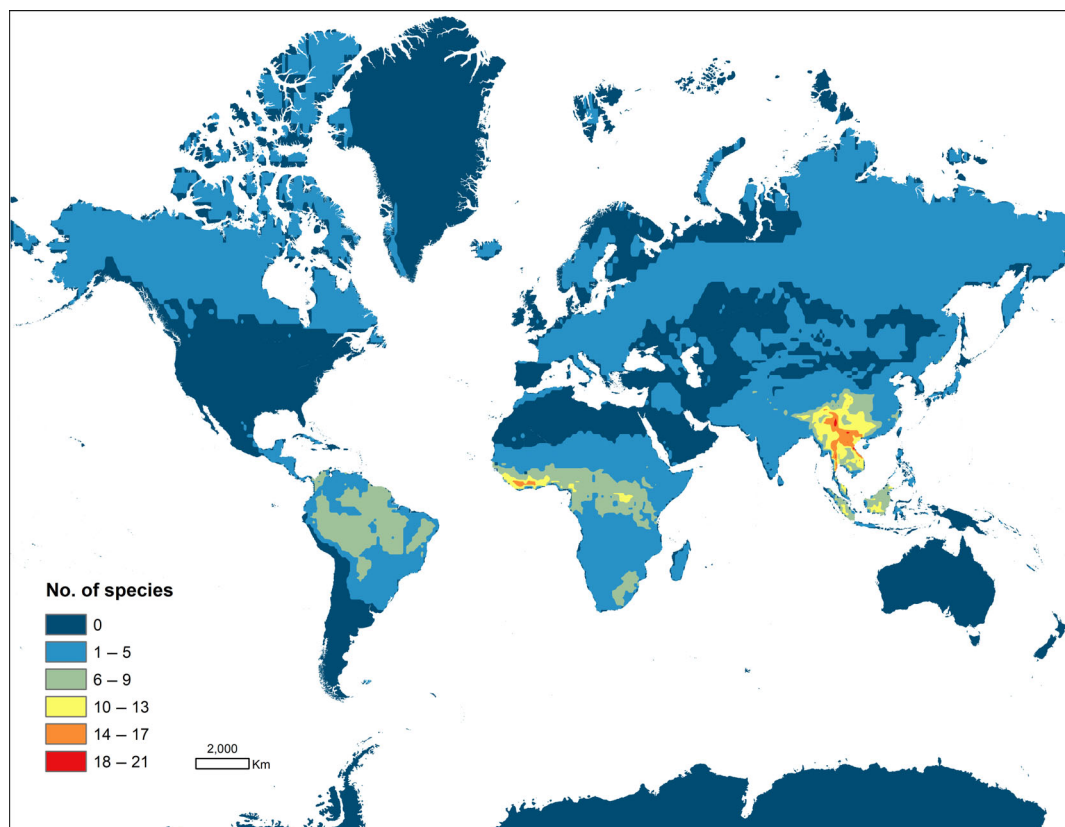 No. of species
0
1 – 5
6 – 9
10 – 13
14 – 17
18 – 21
2,000
Km